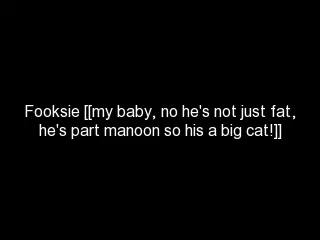 Fooksie [[my baby, no he's not just fat,
he's part manoon so his a big cat!]]